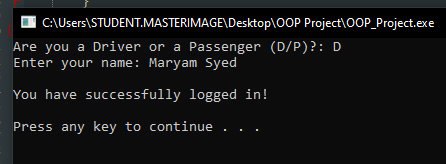 }
C:\Users\STUDENT.MASTERIMAGE\Desktop\OOP Project\OOP_Project.exe
Are you a Driver or a Passenger (D/P)?: D
Enter your name: Maryam Syed
You have successfully logged in!
Press any key to continue . . .